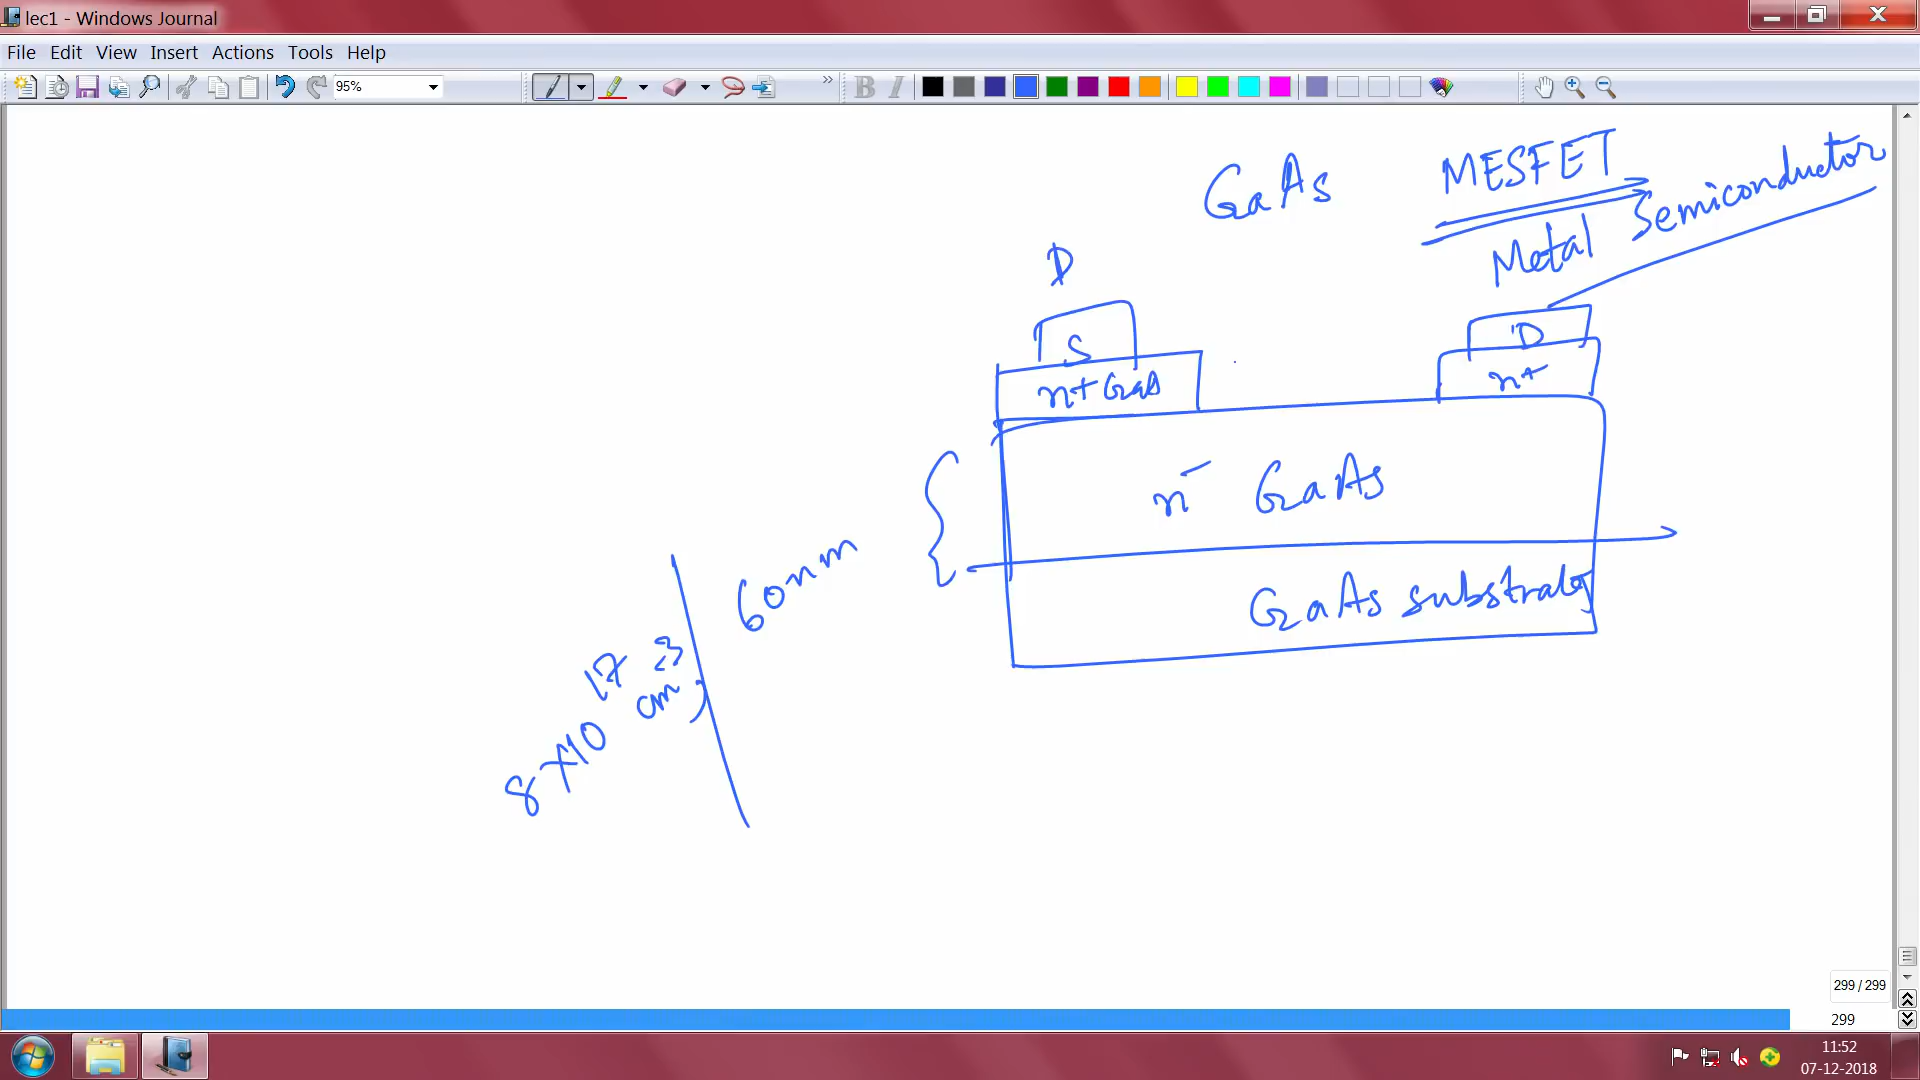 lec1 - Windows Journal
File Edit View Insert Actions Tools Help
95%
B I
GaAs MESFET
Metal Semiconductor
D
S
D
n+ GaAs
n+
n- GaAs
60nm
GaAs substrate
8×10^17 cm^-3)
299 / 299
299
11:52
07-12-2018